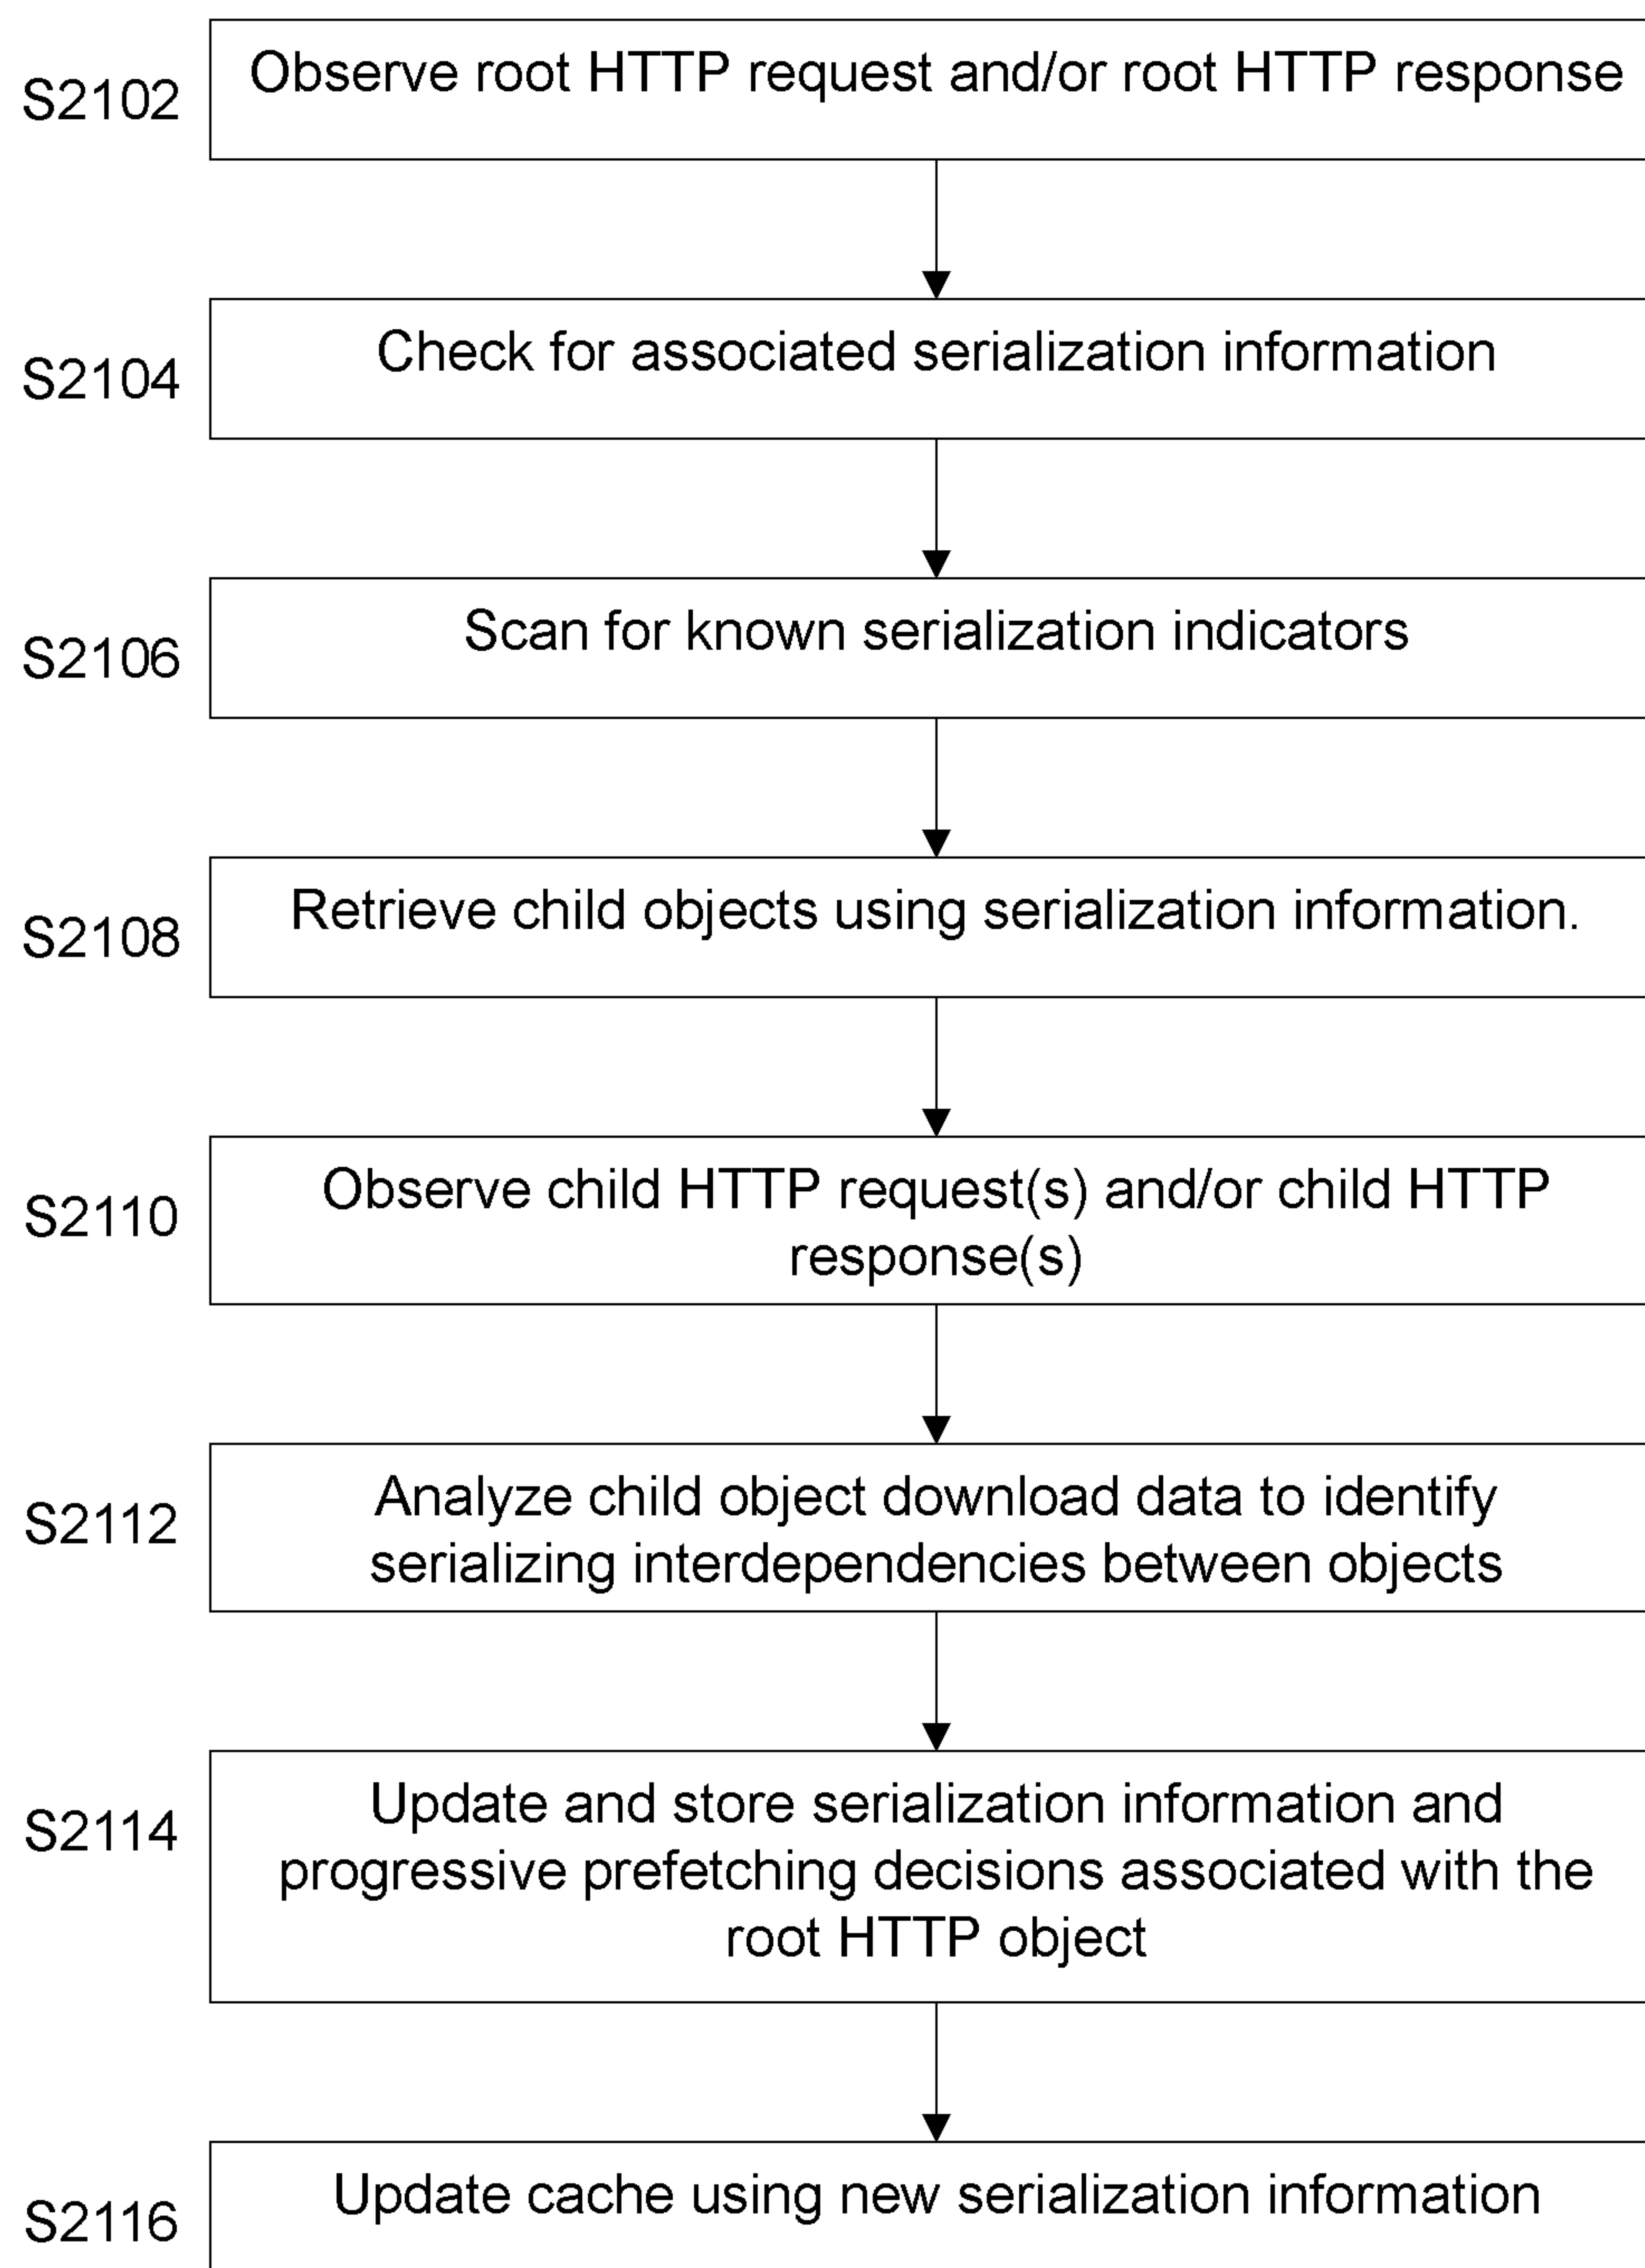 S2102
Observe root HTTP request and/or root HTTP response
S2104
Check for associated serialization information
S2106
Scan for known serialization indicators
S2108
Retrieve child objects using serialization information.
S2110
Observe child HTTP request(s) and/or child HTTP
response(s)
S2112
Analyze child object download data to identify
serializing interdependencies between objects
S2114
Update and store serialization information and
progressive prefetching decisions associated with the
root HTTP object
S2116
Update cache using new serialization information